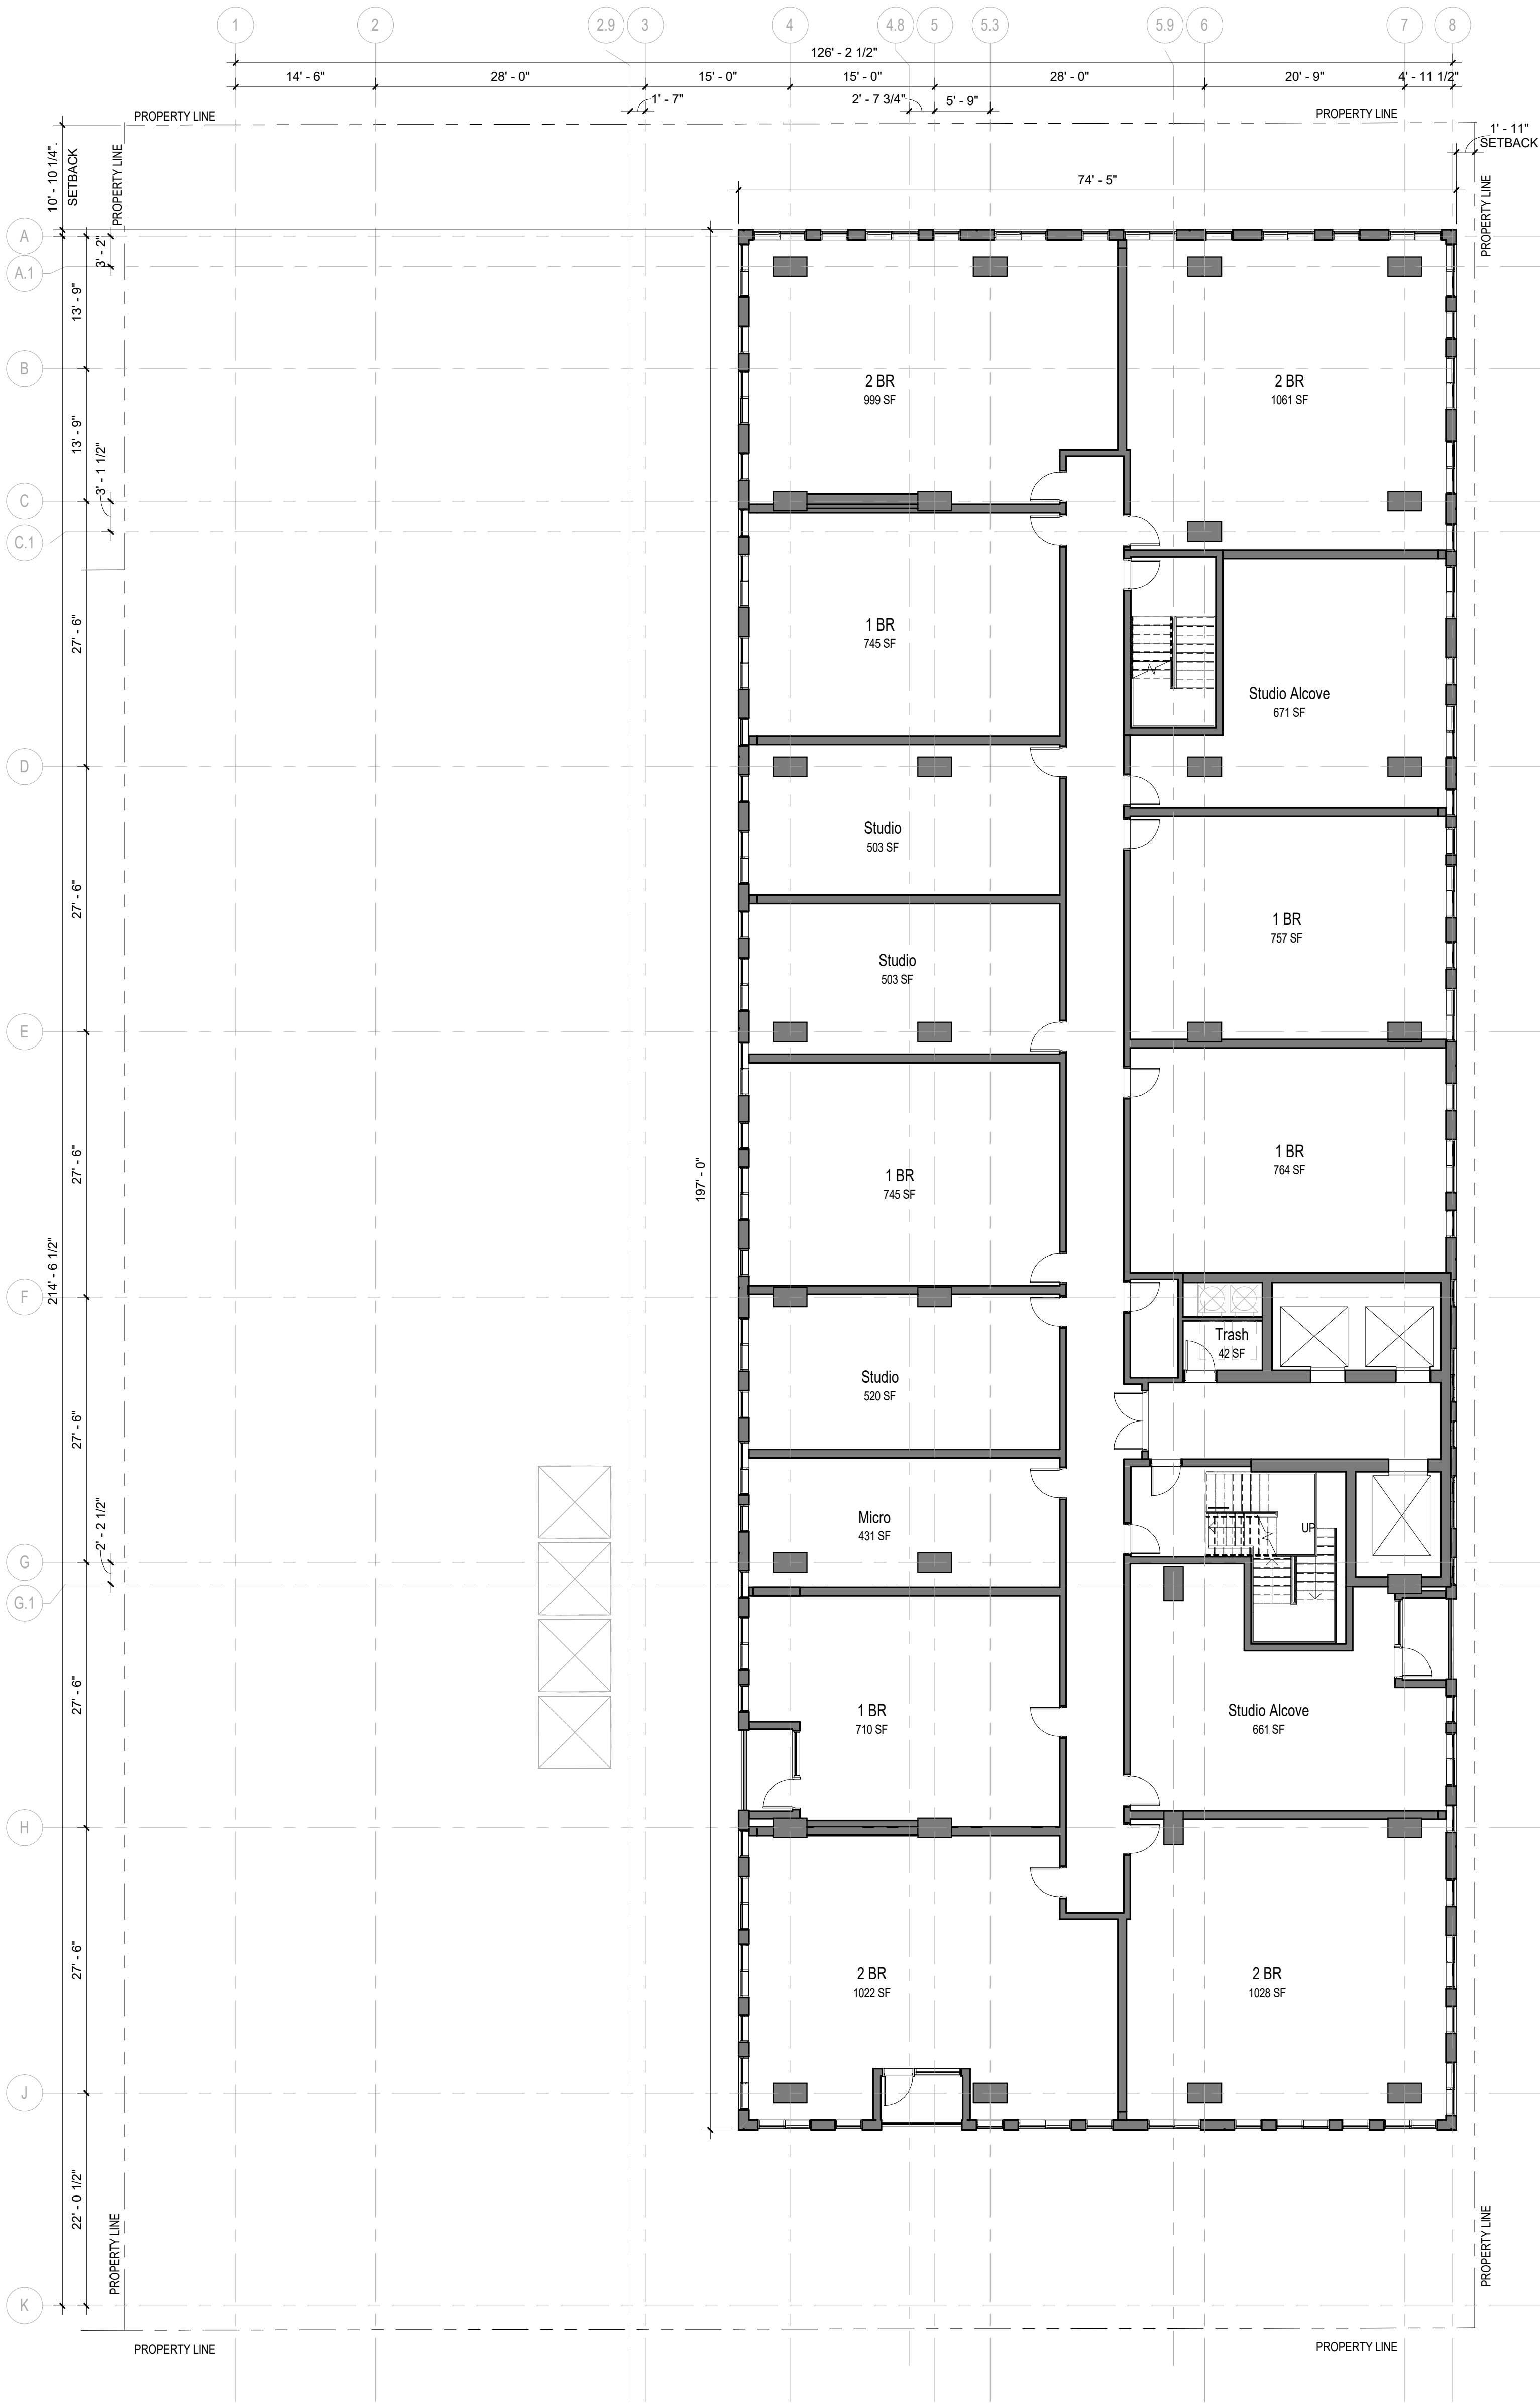 1
2
2.9
3
4
4.8
5
5.3
5.9
6
7
8
126' - 2 1/2"
14' - 6"
28' - 0"
15' - 0"
15' - 0"
28' - 0"
20' - 9"
4' - 11 1/2"
1' - 7"
2' - 7 3/4"
5' - 9"
PROPERTY LINE
PROPERTY LINE
1' - 11"
SETBACK
10' - 10 1/4".
SETBACK
PROPERTY LINE
PROPERTY LINE
74' - 5"
A
3' - 2"
A.1
13' - 9"
B
2 BR
999 SF
2 BR
1061 SF
13' - 9"
3' - 1 1/2"
C
C.1
27' - 6"
1 BR
745 SF
Studio Alcove
671 SF
D
Studio
503 SF
27' - 6"
1 BR
757 SF
Studio
503 SF
E
27' - 6"
197' - 0"
1 BR
745 SF
1 BR
764 SF
214' - 6 1/2"
F
Trash
42 SF
Studio
520 SF
27' - 6"
Micro
431 SF
UP
2' - 2 1/2"
G
G.1
27' - 6"
1 BR
710 SF
Studio Alcove
661 SF
H
27' - 6"
2 BR
1022 SF
2 BR
1028 SF
J
22' - 0 1/2"
PROPERTY LINE
PROPERTY LINE
K
PROPERTY LINE
PROPERTY LINE